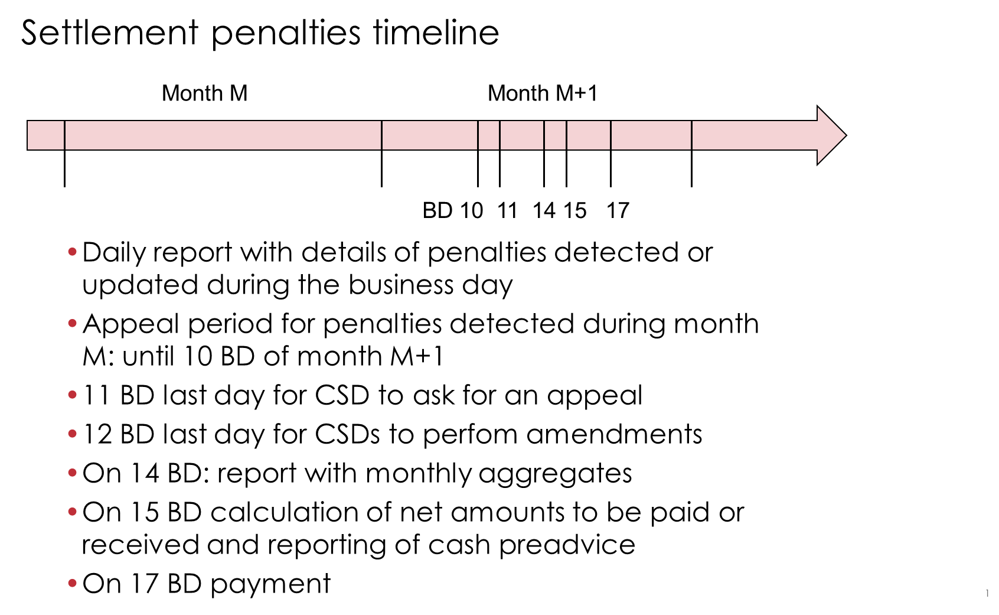 Settlement penalties timeline
Month M
Month M+1
BD 10 11 14 15 17
•Daily report with details of penalties detected or
updated during the business day
•Appeal period for penalties detected during month
M: until 10 BD of month M+1
•11 BD last day for CSD to ask for an appeal
•12 BD last day for CSDs to perfom amendments
•On 14 BD: report with monthly aggregates
•On 15 BD calculation of net amounts to be paid or
received and reporting of cash preadvice
•On 17 BD payment
1